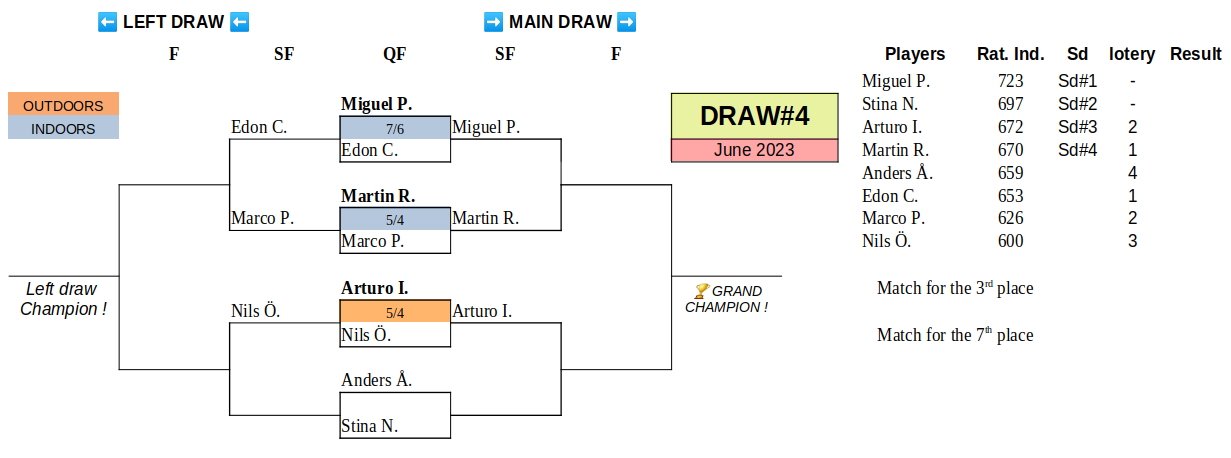 ⬅ LEFT DRAW ⬅ ➡ MAIN DRAW ➡
F SF QF SF F
Players Rat. Ind. Sd lotery Result
Miguel P. 723 Sd#1 -
Stina N. 697 Sd#2 -
Arturo I. 672 Sd#3 2
Martin R. 670 Sd#4 1
Anders Å. 659 4
Edon C. 653 1
Marco P. 626 2
Nils Ö. 600 3
OUTDOORS
INDOORS
Miguel P.
Edon C. 7/6 Miguel P.
Edon C.
Martin R.
Marco P. 5/4 Martin R.
Marco P.
Arturo I.
Nils Ö. 5/4 Arturo I.
Nils Ö.
Anders Å.
Stina N.
DRAW#4
June 2023
Left draw
Champion !
🏆 GRAND
CHAMPION !
Match for the 3rd place
Match for the 7th place